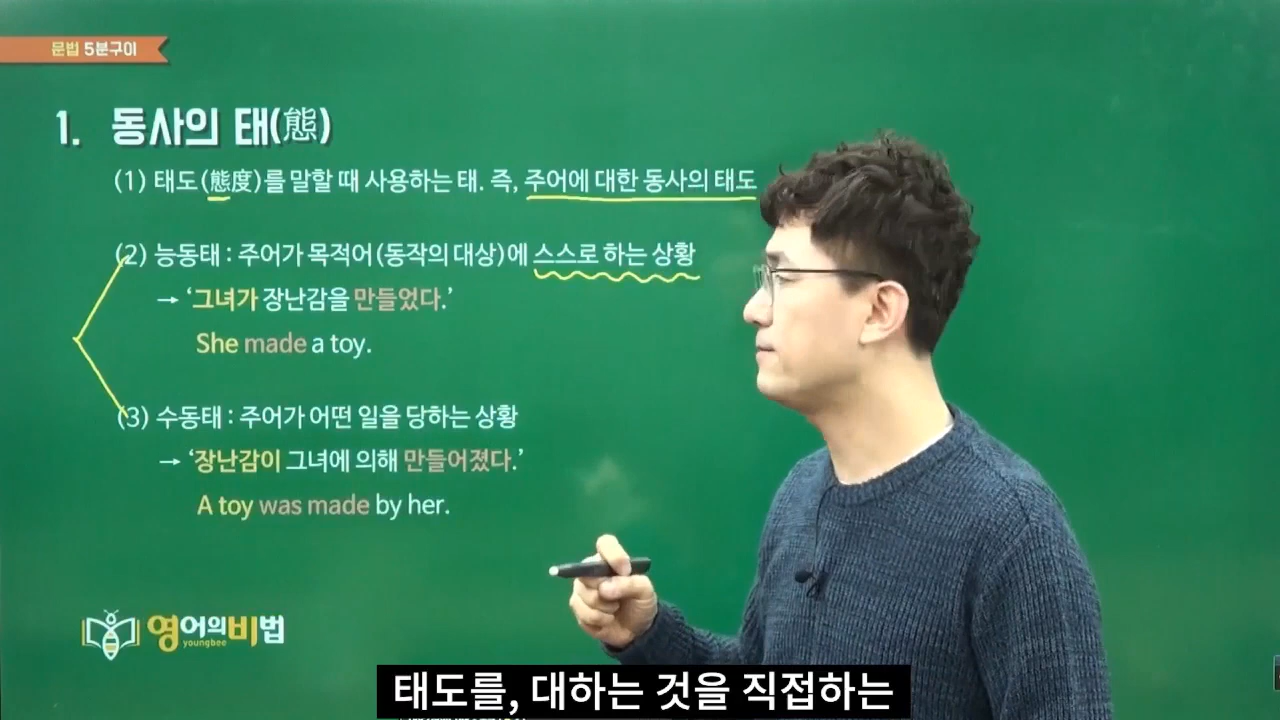 문법 5분구이
1. 동사의 태(態)
(1) 태도(態度)를 말할 때 사용하는 태. 즉, 주어에 대한 동사의 태도
(2) 능동태 : 주어가 목적어(동작의 대상)에 스스로 하는 상황
→ ‘그녀가 장난감을 만들었다.’
She made a toy.
(3) 수동태 : 주어가 어떤 일을 당하는 상황
→ ‘장난감이 그녀에 의해 만들어졌다.’
A toy was made by her.
영어의비법
youngbee
태도를, 대하는 것을 직접하는